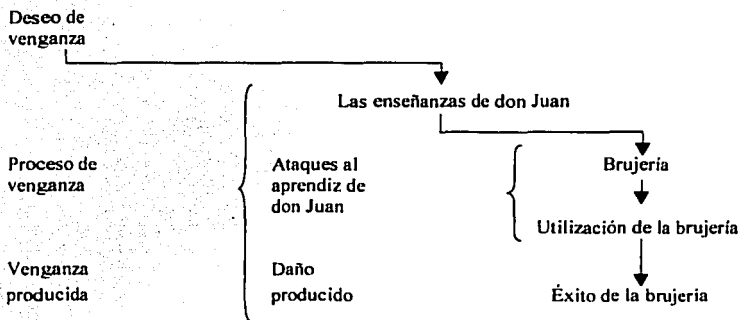 Deseo de
venganza
Las enseñanzas de don Juan
Proceso de
venganza
Ataques al
aprendiz de
don Juan
Brujería
Utilización de la brujería
Venganza
producida
Daño
producido
Éxito de la brujería